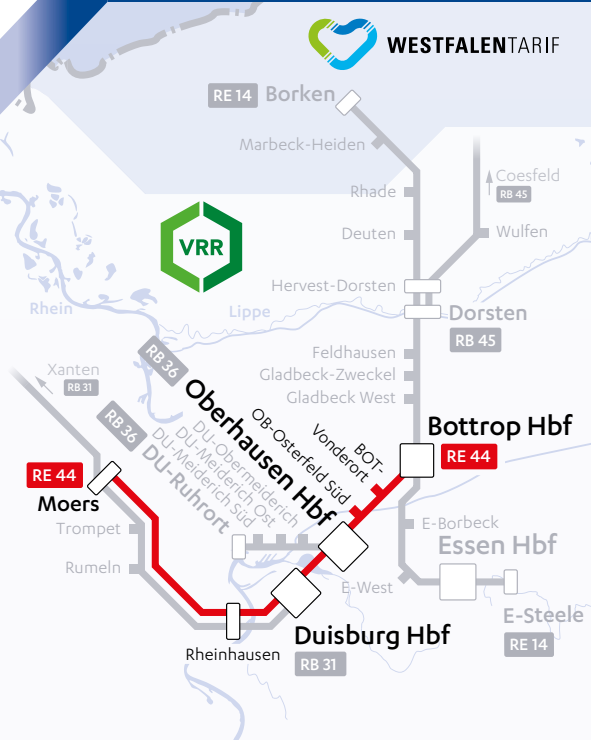 WESTFALENTARIF
RE 14 Borken
Marbeck-Heiden
Rhade
Coesfeld
RB 45
Deuten
Wulfen
VRR
Hervest-Dorsten
Rhein
Lippe
Dorsten
RB 45
Feldhausen
Gladbeck-Zweckel
Gladbeck West
Xanten
RB 31
RB 36
Oberhausen Hbf
OB-Osterfeld Süd
BOT-
Vonderort
Bottrop Hbf
RE 44
RB 36
DU-Ruhrort
DU-Meiderich Süd
DU-Meiderich Ost
DU-Obermeiderich
RE 44
Moers
Trompet
Rumeln
E-Borbeck
Essen Hbf
E-West
E-Steele
RE 14
Rheinhausen
Duisburg Hbf
RB 31